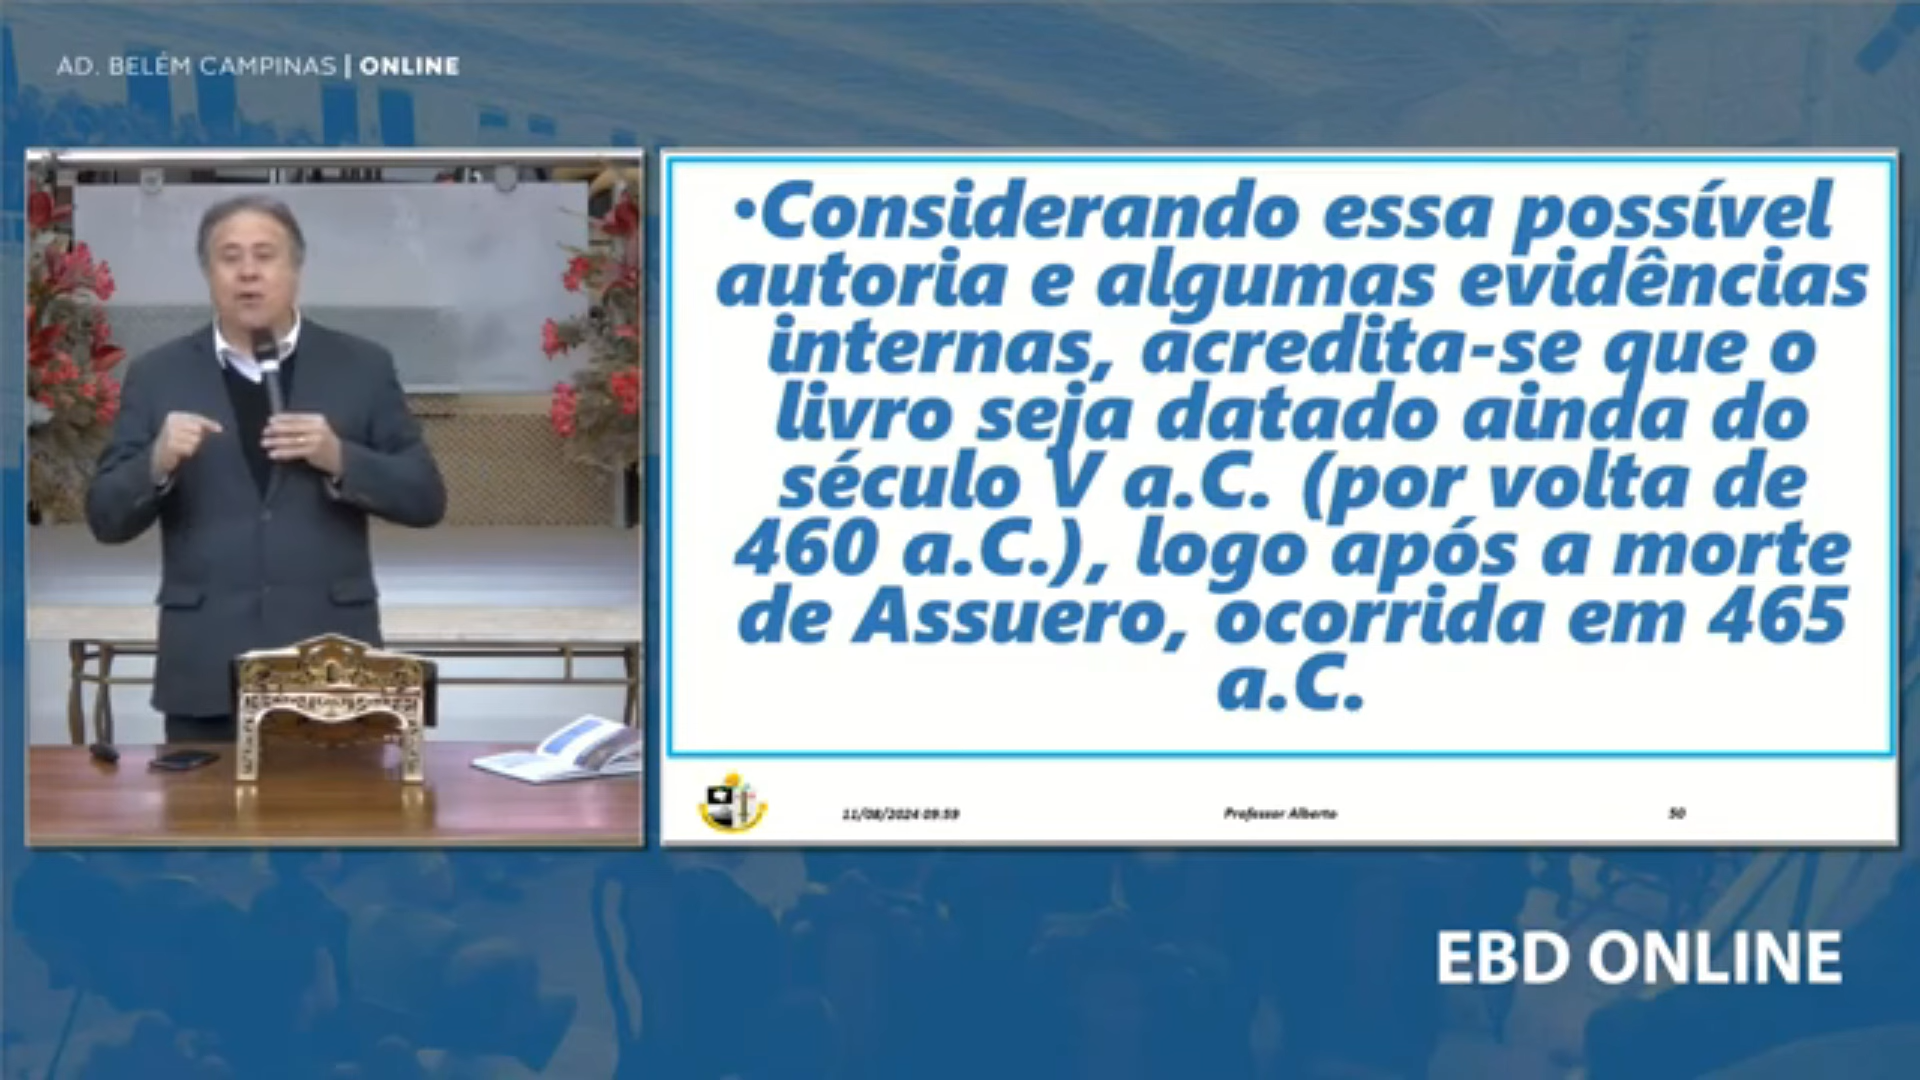 AD. BELÉM CAMPINAS | ONLINE
•Considerando essa possível
autoria e algumas evidências
internas, acredita-se que o
livro seja datado ainda do
século V a.C. (por volta de
460 a.C.), logo após a morte
de Assuero, ocorrida em 465
a.C.
11/08/2024 09:59 Professor Alberto 50
EBD ONLINE